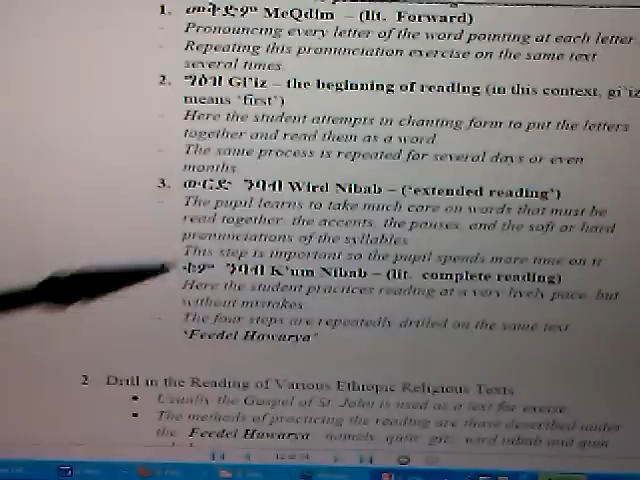 1. መቅድም MeQdim – (lit. Forward)
- Pronouncing every letter of the word pointing at each letter
- Repeating this pronunciation exercise on the same text
several times
2. ግዕዝ Gi'iz – the beginning of reading (in this context, gi'iz
means 'first')
- Here the student attempts in chanting form to put the letters
together and read them as a word
- The same process is repeated for several days or even
months
3. ውርድ ንባብ Wird Nibab – ('extended reading')
- The pupil learns to take much care on words that must be
read together, the accents, the pauses, and the soft or hard
pronunciations of the syllables
This step is important so the pupil spends more time on it
ቁም ንባብ K'um Nibab – (lit. complete reading)
Here the student practices reading at a very lively pace, but
without mistakes
- The four steps are repeatedly drilled on the same text
'Feedel Hawarya'
2 Drill in the Reading of Various Ethiopic Religious Texts
• Usually the Gospel of St. John is used as a text for
• The methods of practicing the reading are those described under
the Feedel Hawarya namely wird nibab and qum